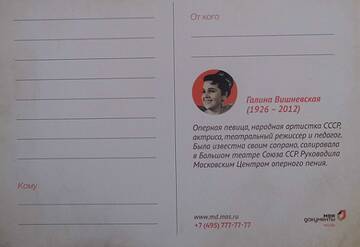 От кого
Галина Вишневская
(1926 – 2012)
Оперная певица, народная артистка СССР,
актриса, театральный режиссер и педагог.
Была известна своим сопрано, солировала
в Большом театре Союза ССР. Руководила
Московским Центром оперного пения.
Кому
www.md.mos.ru
+7 (495) 777-77-77
мои
документы